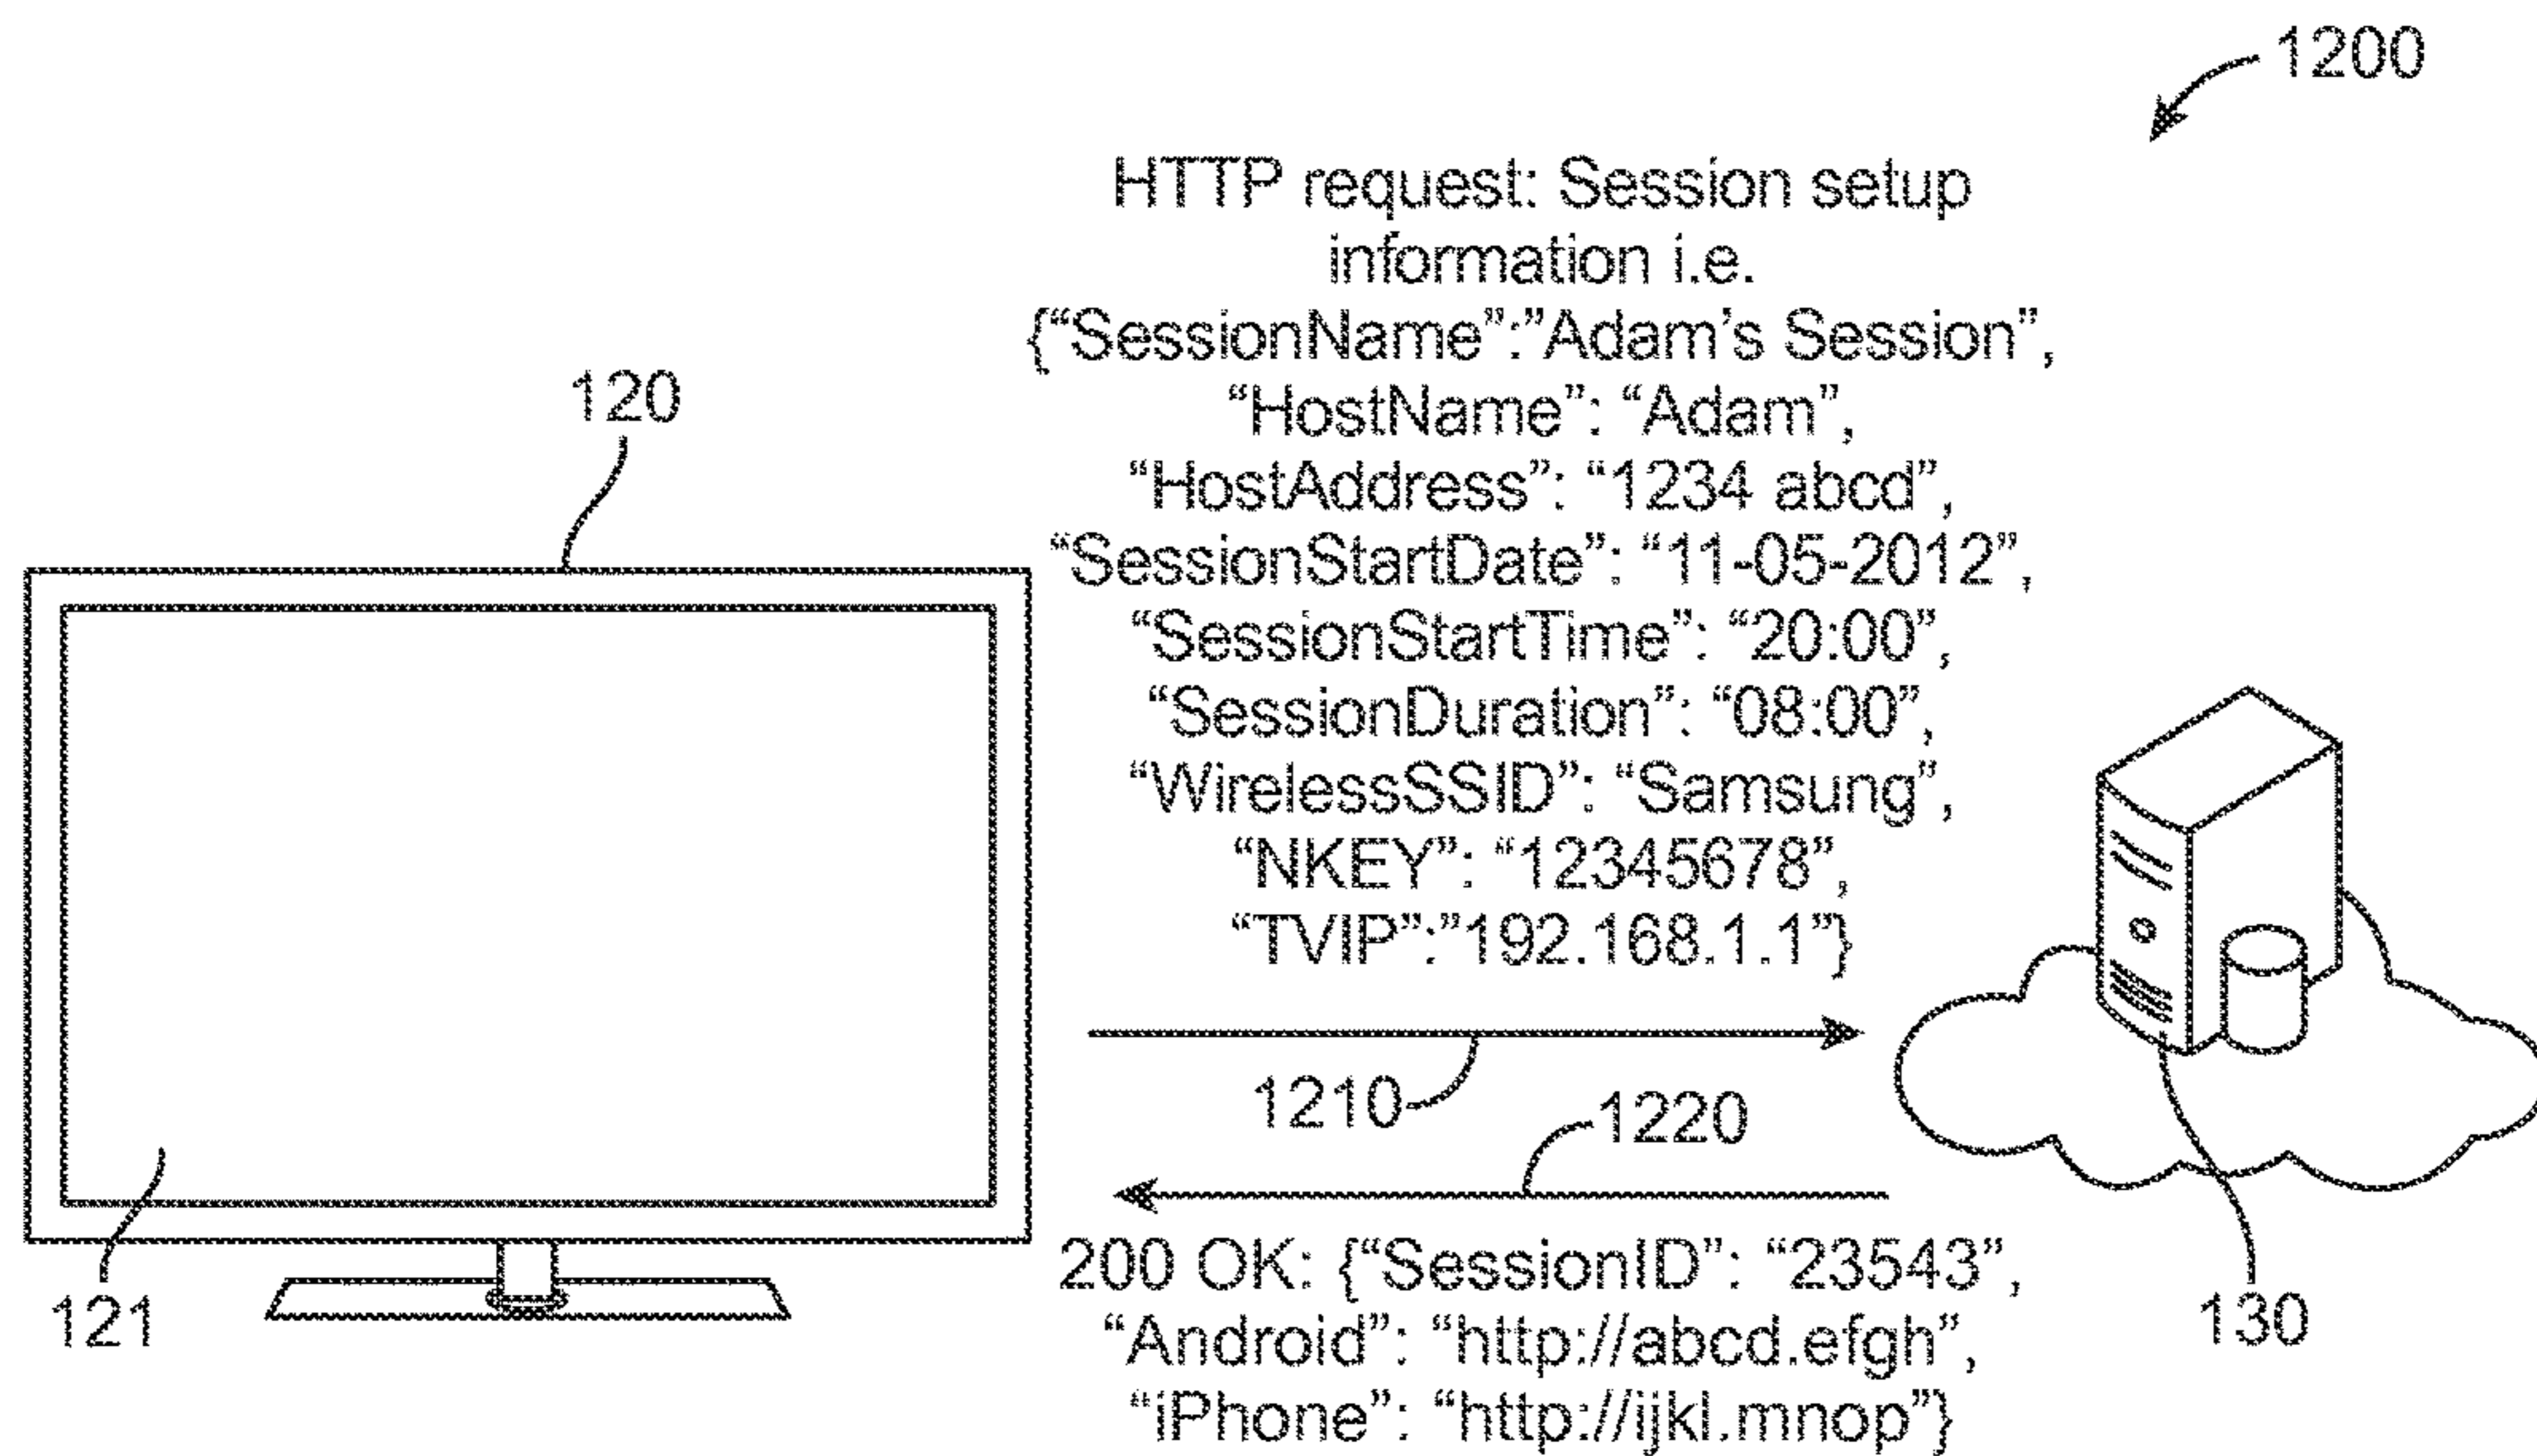 1200
HTTP request: Session setup
information i.e.
{“SessionName”:”Adam’s Session”,
“HostName”: “Adam”,
“HostAddress”: “1234 abcd”,
“SessionStartDate”: “11-05-2012”,
“SessionStartTime”: “20:00”,
“SessionDuration”: “08:00”,
“WirelessSSID”: “Samsung”,
“NKEY”: “12345678”,
“TVIP”:”192.168.1.1”}
120
1210
1220
200 OK: {“SessionID”: “23543”,
“Android”: “http://abcd.efgh”,
“iPhone”: “http://ijkl.mnop”}
121
130